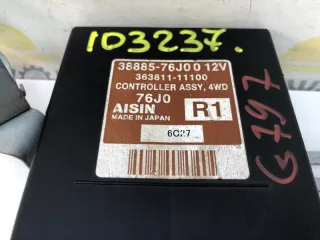 103237.
38885-76J0 0 12V
363811-11100
CONTROLLER ASSY, 4WD
76J0
AISIN R1
MADE IN JAPAN
6C27
G797